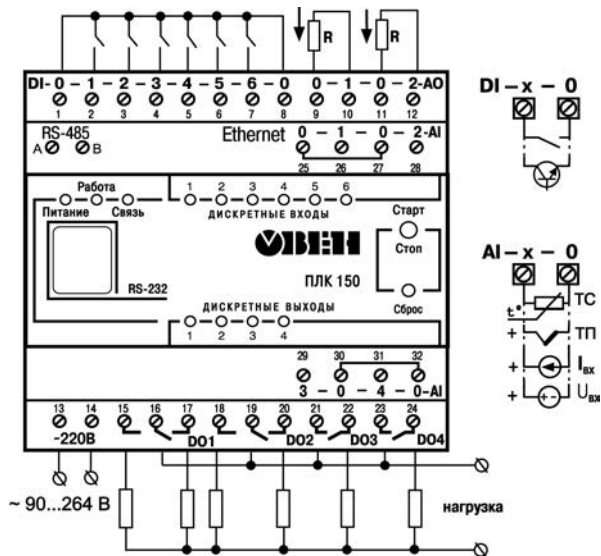 R
R
DI-0-1-2-3-4-5-6-0 0-1-0-2-AO
1 2 3 4 5 6 7 8 9 10 11 12
RS-485
A B
Ethernet 0-1-0-2-AI
25 26 27 28
Работа
Питание Связь
1 2 3 4 5 6
ДИСКРЕТНЫЕ ВХОДЫ
Старт
Стоп
ОВЕН
ПЛК 150
RS-232
Сброс
ДИСКРЕТНЫЕ ВЫХОДЫ
1 2 3 4
29 30 31 32
3-0-4-0-AI
13 14 15 16 17 18 19 20 21 22 23 24
~220В DO1 DO2 DO3 DO4
~ 90...264 В
нагрузка
DI-x-0
AI-x-0
t° ТС
+ ТП
+ Iвх
+ Uвх